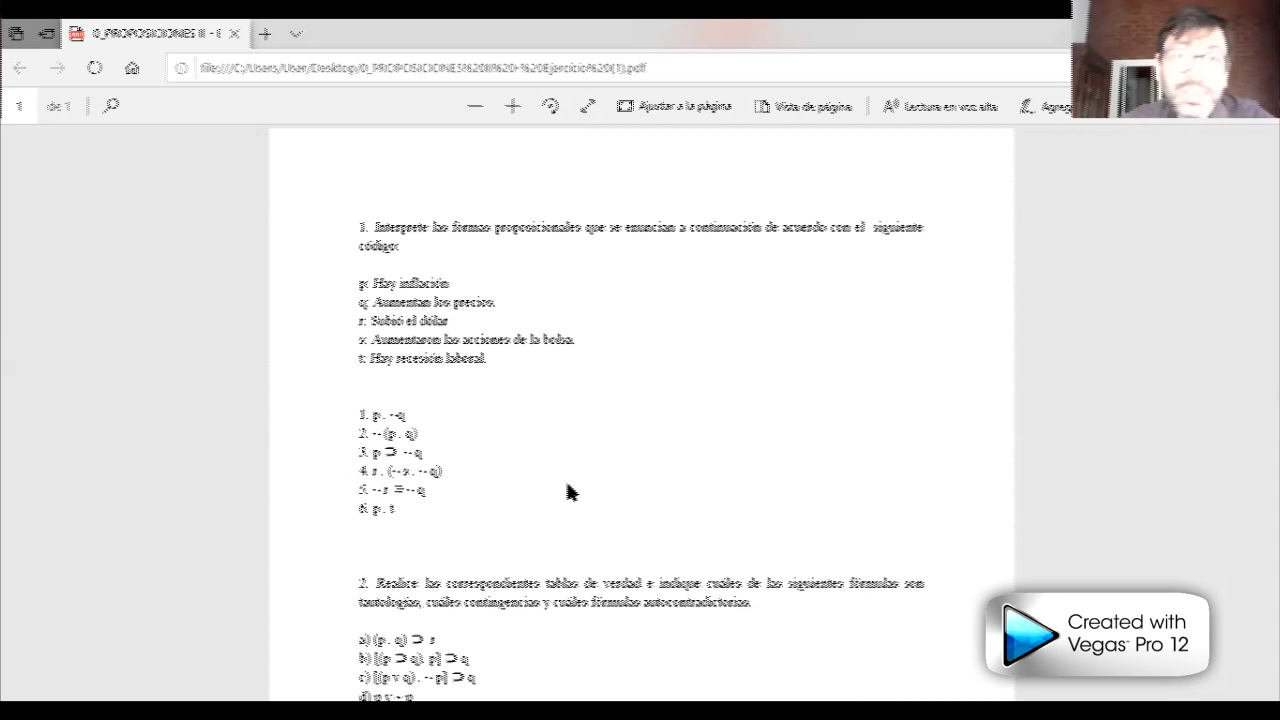 0_PROPOSICIONES II - E
file:///C:/Users/User/Desktop/0_PROPOSICIONES%20II%20-%20Ejercicio%20(1).pdf
1 de 1
Ajustar a la página
Vista de página
Lectura en voz alta
Agreg
1. Interprete las formas proposicionales que se enuncian a continuación de acuerdo con el siguiente
código:
p: Hay inflación
q: Aumentan los precios.
r: Subió el dólar
s: Aumentaron las acciones de la bolsa.
t: Hay recesión laboral.
1. p . ~q
2. ~(p . q)
3. p ⊃ ~q
4. r . (~s . ~q)
5. ~r ≡ ~q
6. p .
2. Realice las correspondientes tablas de verdad e indique cuáles de las siguientes fórmulas son
tautologías, cuáles contingencias y cuáles fórmulas autocontradictorias.
a) (p . q) ⊃ r
b) [(p ⊃ q). p] ⊃ q
c) [(p v q) . ~p] ⊃ q
d) p v ~p
Created with
Vegas™ Pro 12